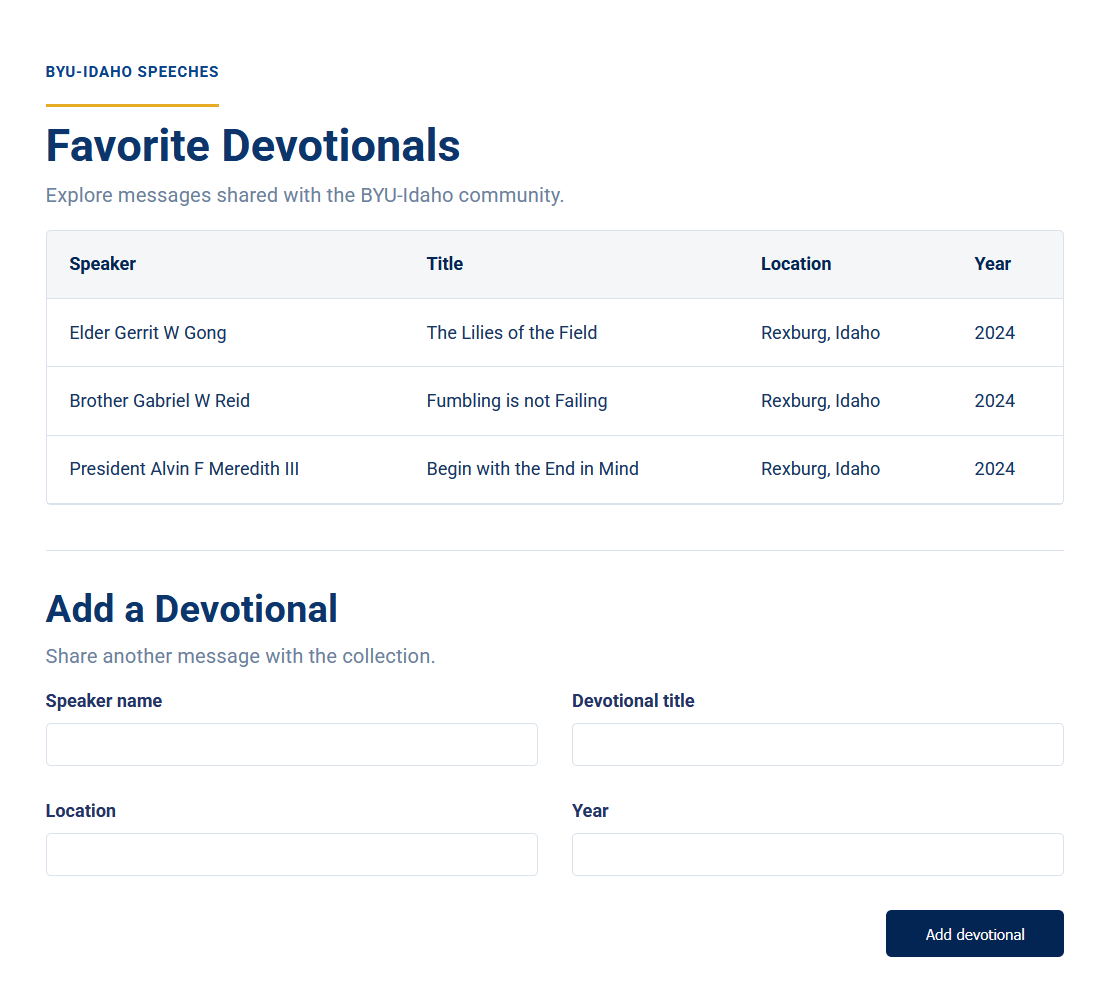 BYU-IDAHO SPEECHES
Favorite Devotionals
Explore messages shared with the BYU-Idaho community.
Speaker Title Location Year
Elder Gerrit W Gong The Lilies of the Field Rexburg, Idaho 2024
Brother Gabriel W Reid Fumbling is not Failing Rexburg, Idaho 2024
President Alvin F Meredith III Begin with the End in Mind Rexburg, Idaho 2024
Add a Devotional
Share another message with the collection.
Speaker name Devotional title
Location Year
Add devotional